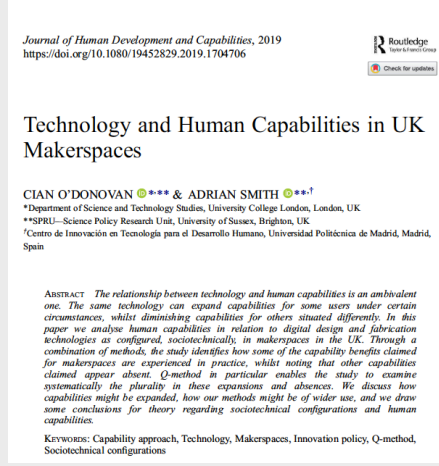 Journal of Human Development and Capabilities, 2019
https://doi.org/10.1080/19452829.2019.1704706
Routledge
Taylor & Francis Group
Check for updates
Technology and Human Capabilities in UK
Makerspaces
CIAN O'DONOVAN *,** & ADRIAN SMITH **,†
*Department of Science and Technology Studies, University College London, London, UK
**SPRU—Science Policy Research Unit, University of Sussex, Brighton, UK
†Centro de Innovación en Tecnología para el Desarrollo Humano, Universidad Politécnica de Madrid, Madrid,
Spain
ABSTRACT The relationship between technology and human capabilities is an ambivalent
one. The same technology can expand capabilities for some users under certain
circumstances, whilst diminishing capabilities for others situated differently. In this
paper we analyse human capabilities in relation to digital design and fabrication
technologies as configured, sociotechnically, in makerspaces in the UK. Through a
combination of methods, the study identifies how some of the capability benefits claimed
for makerspaces are experienced in practice, whilst noting that other capabilities
claimed appear absent. Q-method in particular enables the study to examine
systematically the plurality in these expansions and absences. We discuss how
capabilities might be expanded, how our methods might be of wider use, and we draw
some conclusions for theory regarding sociotechnical configurations and human
capabilities.
KEYWORDS: Capability approach, Technology, Makerspaces, Innovation policy, Q-method,
Sociotechnical configurations